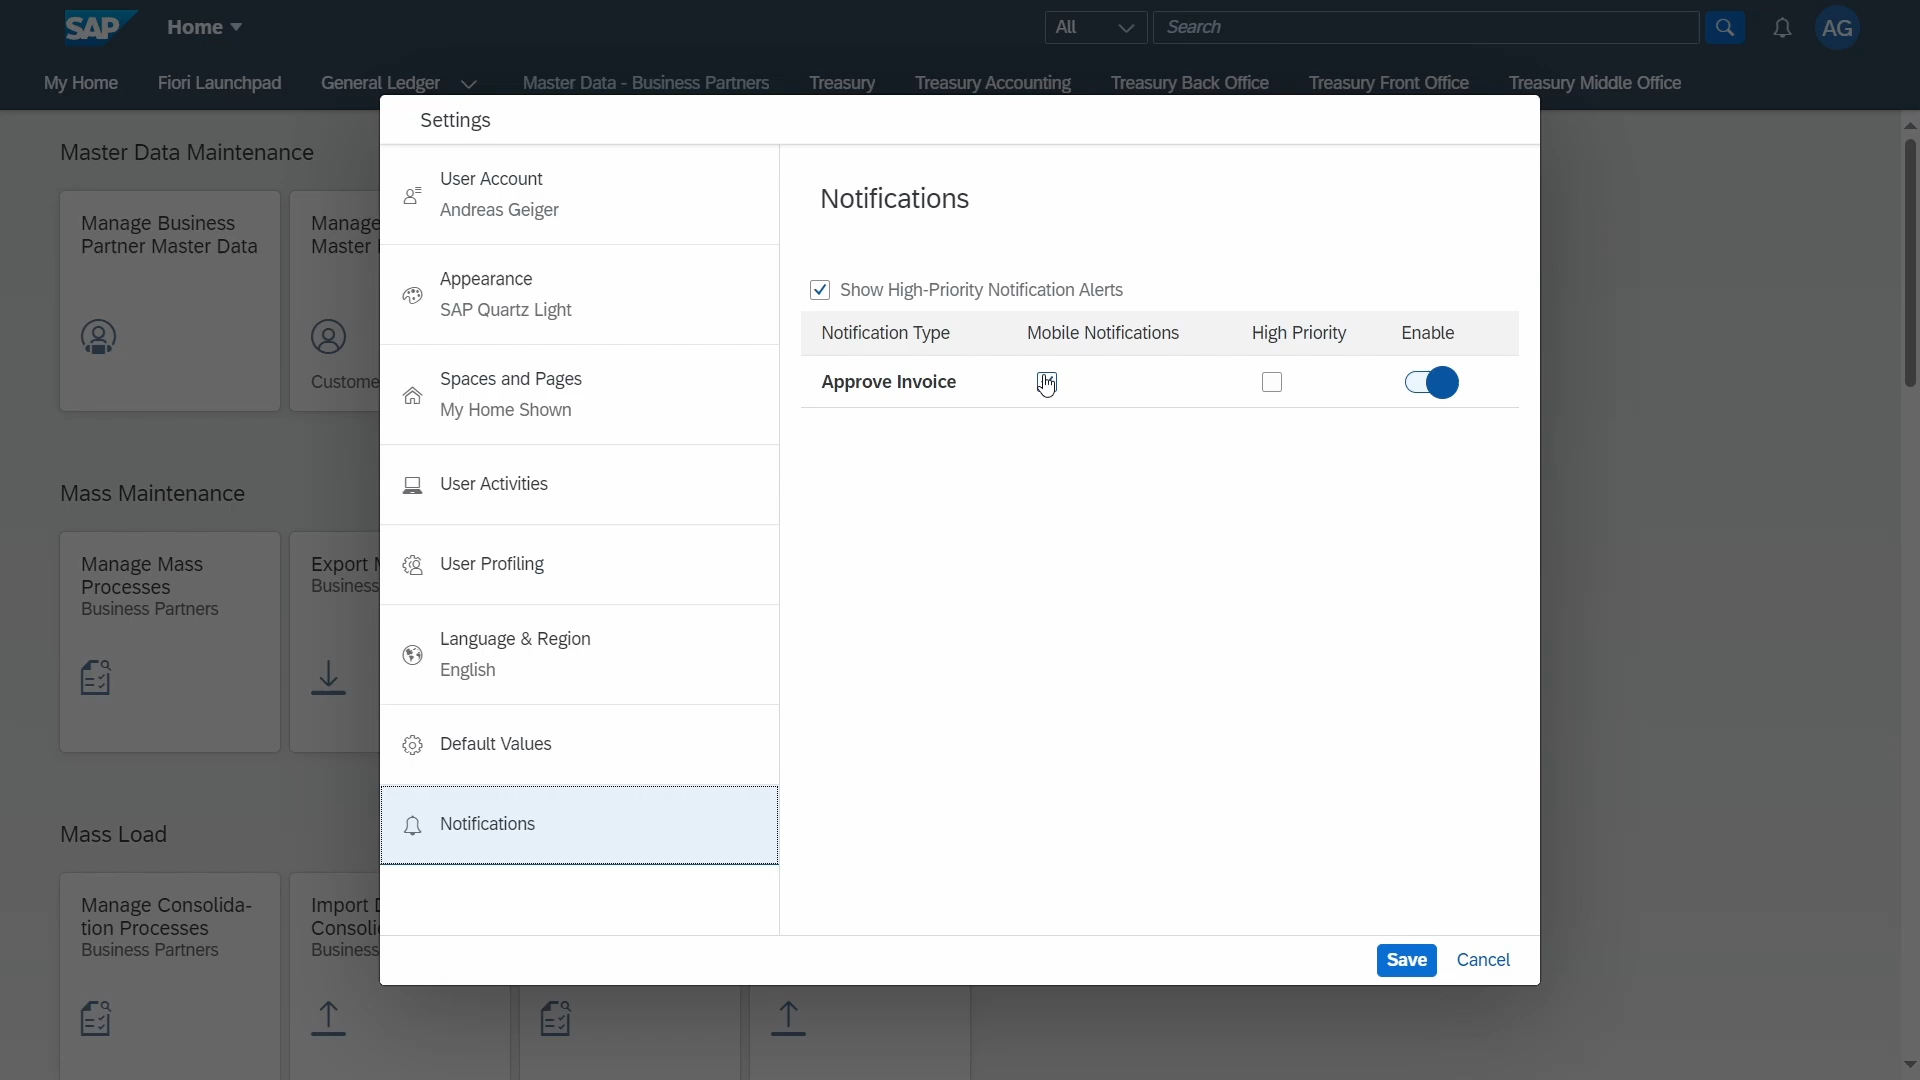 SAP
Home
All
Search
AG
My Home
Fiori Launchpad
General Ledger
Master Data - Business Partners
Treasury
Treasury Accounting
Treasury Back Office
Treasury Front Office
Treasury Middle Office
Master Data Maintenance
Manage Business
Partner Master Data
Manage
Master
Custome
Mass Maintenance
Manage Mass
Processes
Business Partners
Export
Business
Mass Load
Manage Consolida-
tion Processes
Business Partners
Import
Consoli
Business
Settings
User Account
Andreas Geiger
Appearance
SAP Quartz Light
Spaces and Pages
My Home Shown
User Activities
User Profiling
Language & Region
English
Default Values
Notifications
Notifications
Show High-Priority Notification Alerts
Notification Type
Mobile Notifications
High Priority
Enable
Approve Invoice
Save
Cancel